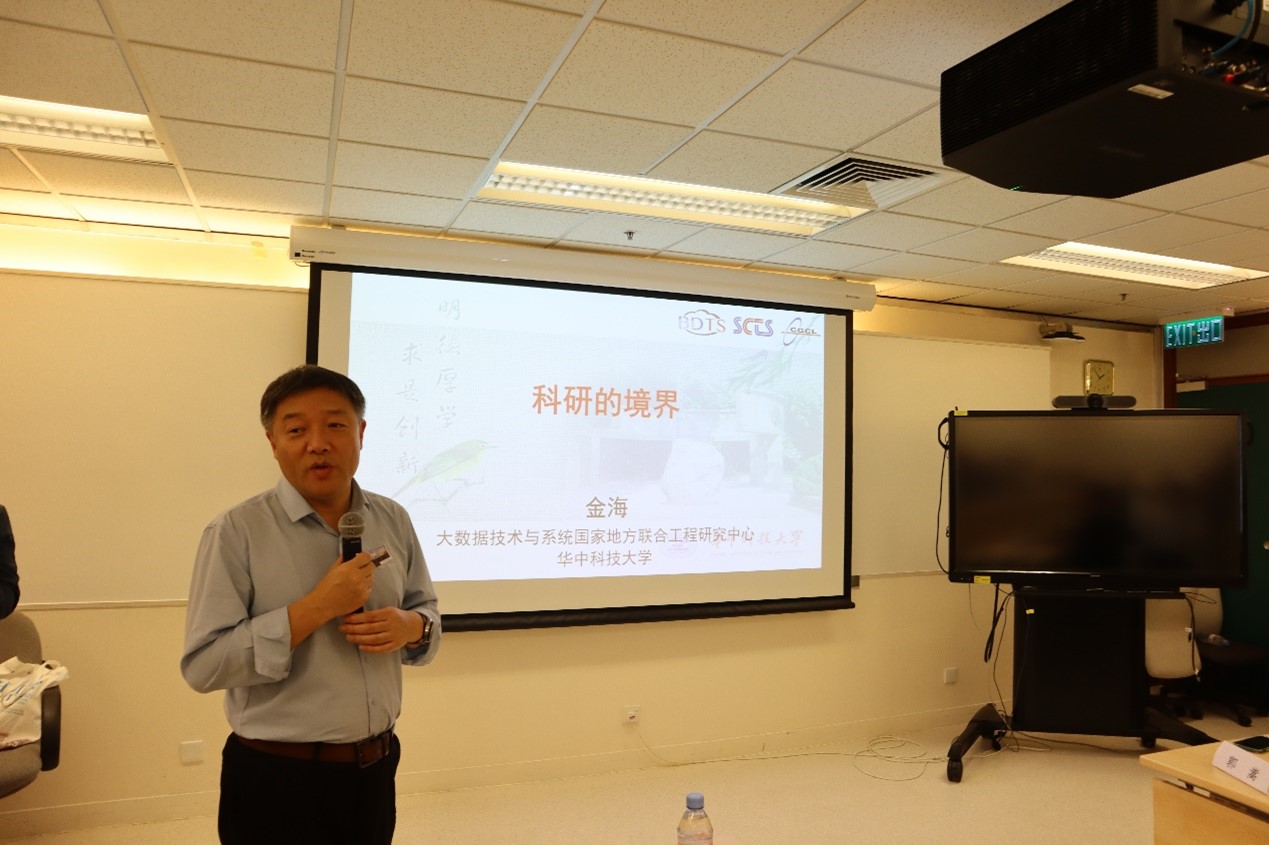 明德厚学
求是创新
BDTS SCTS CGCL
科研的境界
金海
大数据技术与系统国家地方联合工程研究中心
华中科技大学
EXIT 出口